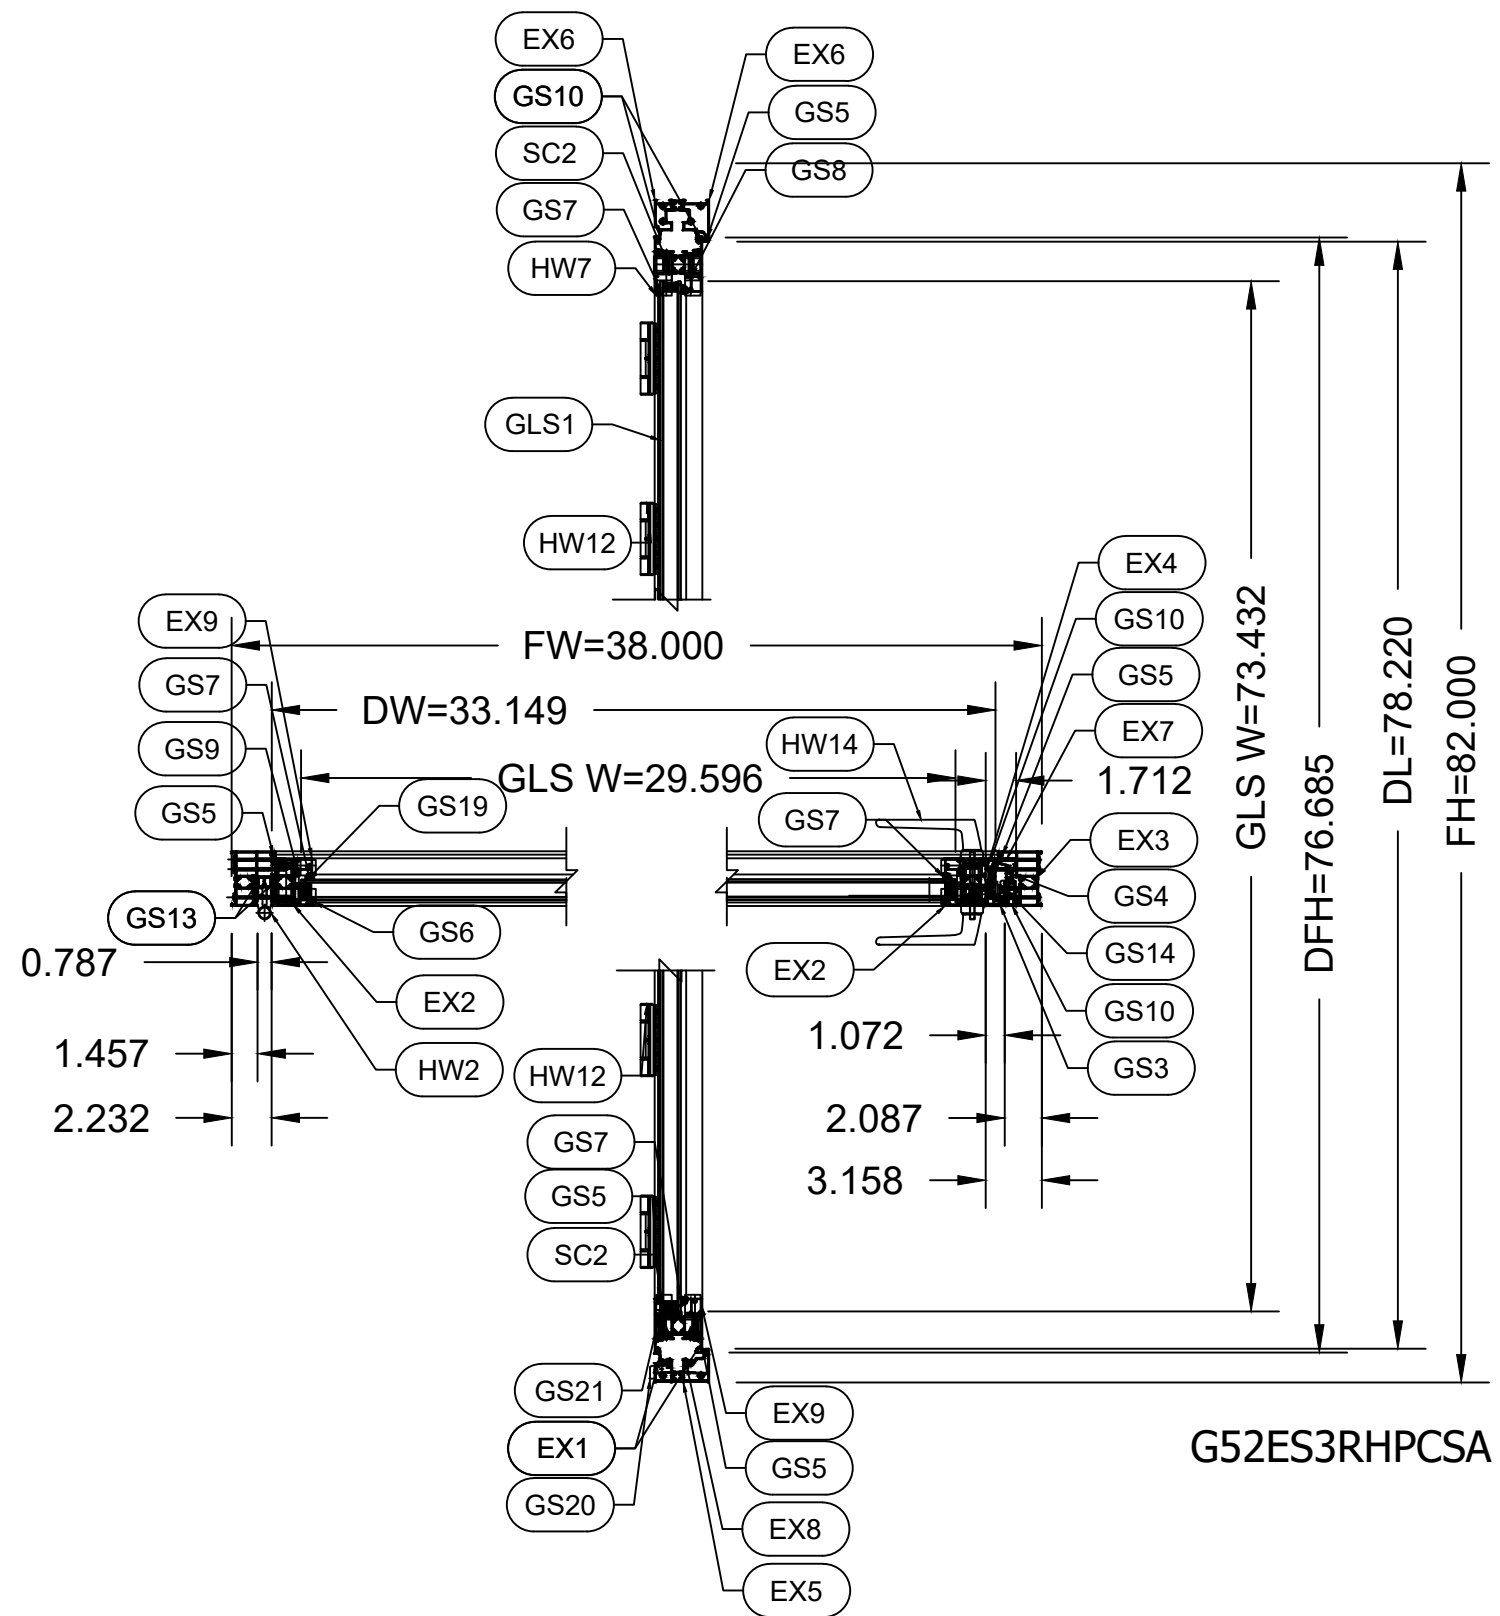 EX6
EX6
GS10
GS5
SC2
GS8
GS7
HW7
GLS1
HW12
EX4
EX9
GS10
FW=38.000
GS7
GS5
DW=33.149
EX7
GS9
HW14
GLS W=29.596
1.712
GS5
GS19
GS7
EX3
GS4
GS13
GS6
GS14
0.787
EX2
EX2
GS10
1.457
1.072
HW2
HW12
GS3
2.232
2.087
GS7
3.158
GS5
SC2
GLS W=73.432
DFH=76.685
DL=78.220
FH=82.000
GS21
EX9
EX1
G52ES3RHPCSA
GS5
GS20
EX8
EX5